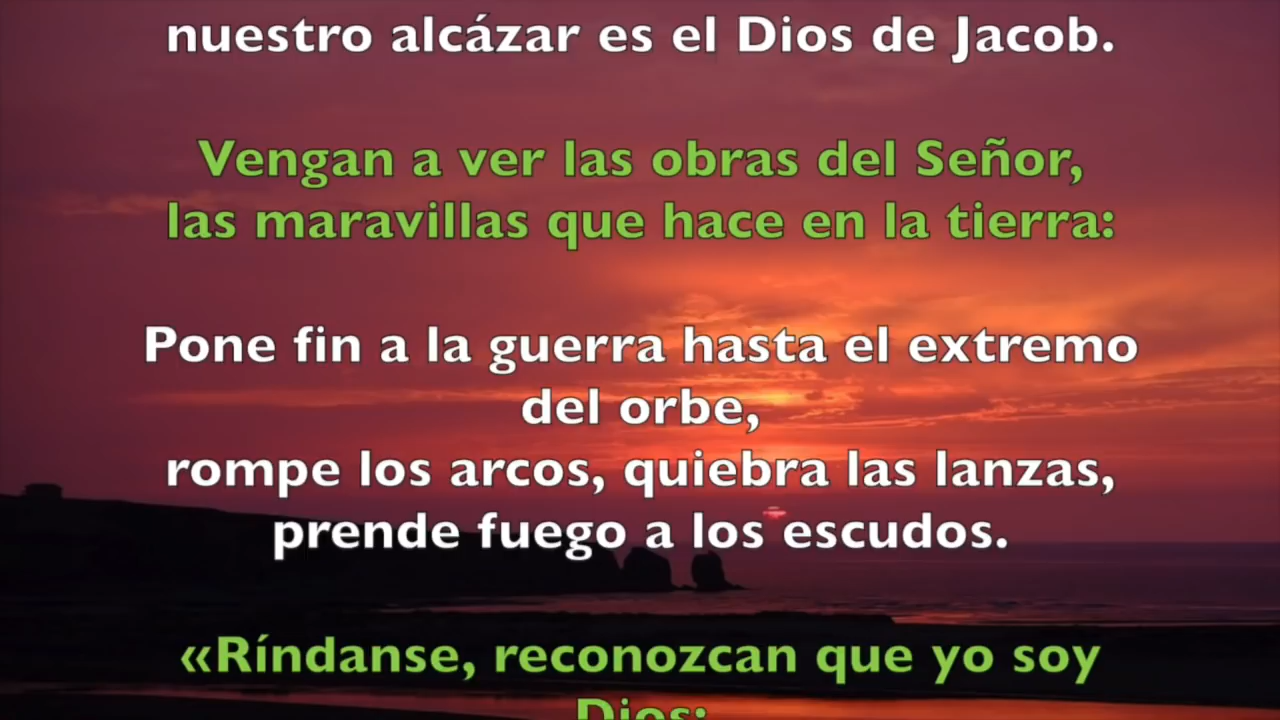 nuestro alcázar es el Dios de Jacob.
Vengan a ver las obras del Señor,
las maravillas que hace en la tierra:
Pone fin a la guerra hasta el extremo
del orbe,
rompe los arcos, quiebra las lanzas,
prende fuego a los escudos.
«Ríndanse, reconozcan que yo soy
Dios: